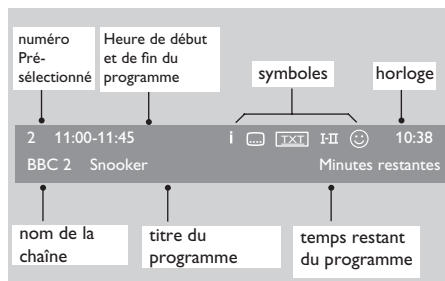 numéro
Pré-
sélectionné
Heure de début
et de fin du
programme
symboles
horloge
2 11:00-11:45 i .... TXT I-II 10:38
BBC 2 Snooker Minutes restantes
nom de la
chaîne
titre du
programme
temps restant
du programme